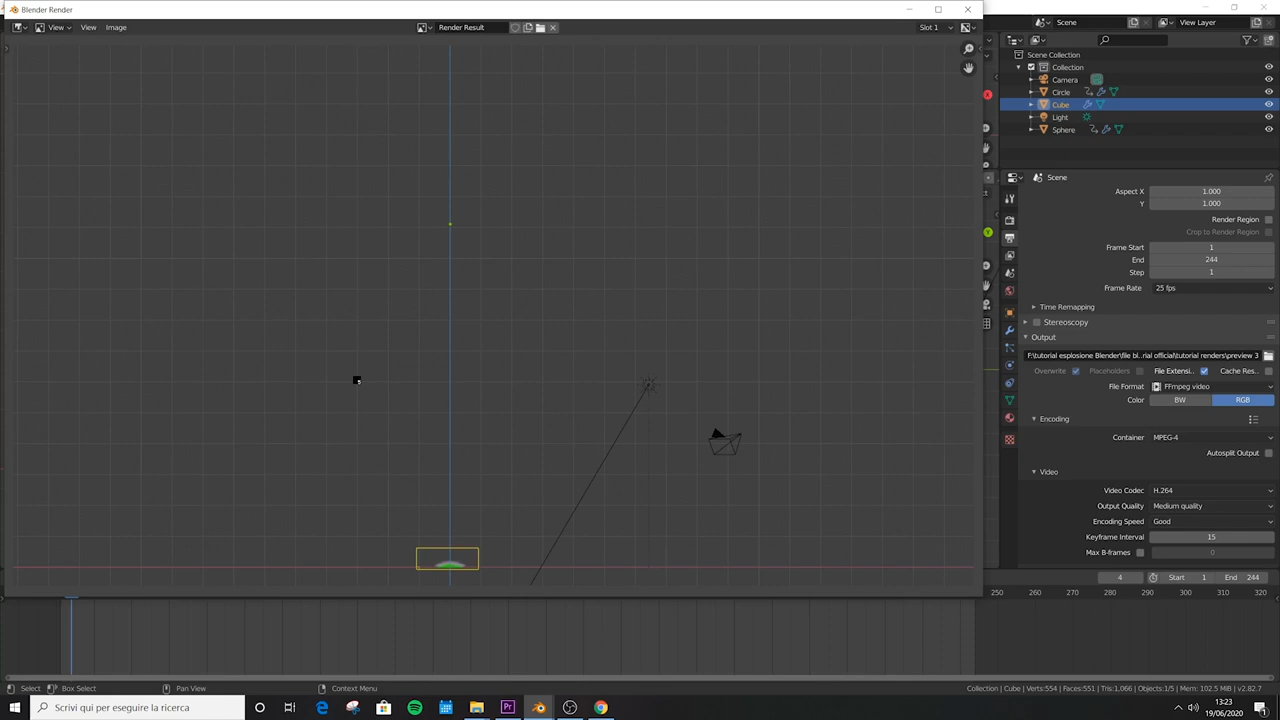 Blender Render
View View Image Render Result Slot 1
Scene View Layer
Scene Collection
Collection
Camera
Circle
Cube
Light
Sphere
Scene
Aspect X 1.000
Y 1.000
Render Region
Crop to Render Region
Frame Start 1
End 244
Step 1
Frame Rate 25 fps
Time Remapping
Stereoscopy
Output
F:\tutorial esplosione Blender\file bl..rial official\tutorial renders\preview 3
Overwrite Placeholders File Extensi.. Cache Res..
File Format FFmpeg video
Color BW RGB
Encoding
Container MPEG-4
Autosplit Output
Video
Video Codec H.264
Output Quality Medium quality
Encoding Speed Good
Keyframe Interval 15
Max B-frames 0
4 Start 1 End 244
250 260 270 280 290 300 310 320
Select Box Select Pan View Context Menu Collection | Cube | Verts:554 | Faces:551 | Tris:1,066 | Objects:1/5 | Mem: 102.5 MiB | v2.82.7
Scrivi qui per eseguire la ricerca
13:23
19/06/2020